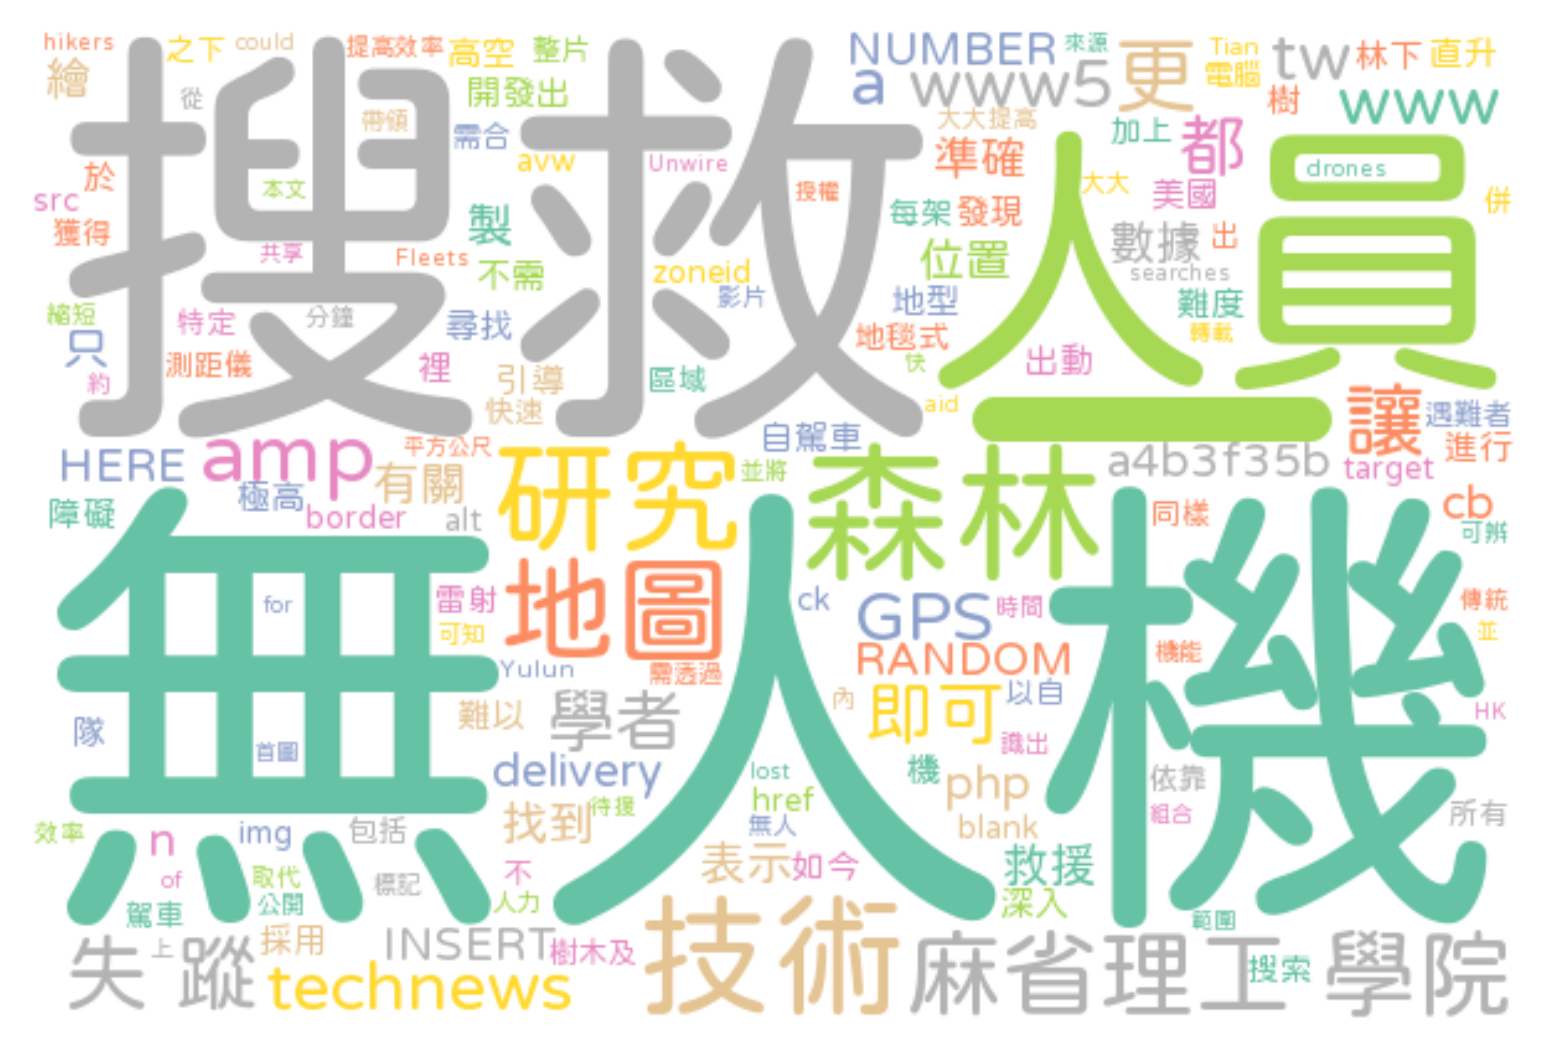 hikers
之下
could
提高效率
高空
整片
NUMBER
來源
更
Tian
電腦
tw
林下
直升
繪
從
搜救
帶領
開發出
需合
a
www5
大大提高
加上
都
樹
www
於
src
獲得
本文
共享
avw
Unwire
授權
準確
人員
大大
美國
drones
併
製
Fleets
不需
zoneid
影片
每架
發現
位置
數據
出
searches
縮短
只
約
特定
分鐘
測距儀
尋找
裡
引導
快速
區域
地型
地毯式
快
難度
轉載
出動
aid
一
讓
遇難者
進行
HERE
amp
平方公尺
有關
極高
border
alt
障礙
研究
並將
自駕車
森林
a4b3f35b
target
同樣
cb
可辨
無人機
for
首圖
隊
雷射
可知
地圖
Yulun
需透過
ck
GPS
時間
RANDOM
機能
傳統
並
難以
學者
內
即可
以自
識出
HK
delivery
lost
href
無人
機
php
blank
依靠
組合
所有
效率
n
of
img
包括
找到
待援
取代
公開
標記
駕車
不
人力
表示
如今
救援
深入
範圍
失蹤
上
採用
INSERT
樹木及
technews
技術
麻省理工學院
搜索